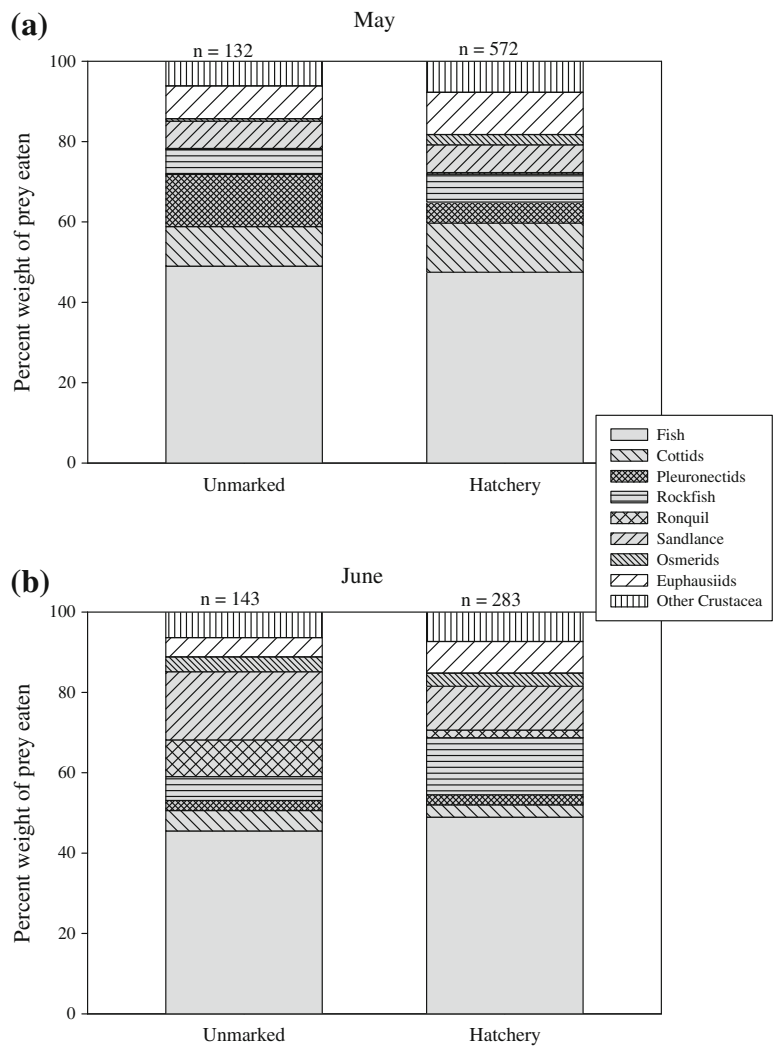 (a)
May
n = 132
n = 572
100
80
60
40
20
0
Percent weight of prey eaten
Unmarked
Hatchery
Fish
Cottids
Pleuronectids
Rockfish
Ronquil
Sandlance
Osmerids
Euphausiids
Other Crustacea
(b)
June
n = 143
n = 283
100
80
60
40
20
0
Percent weight of prey eaten
Unmarked
Hatchery